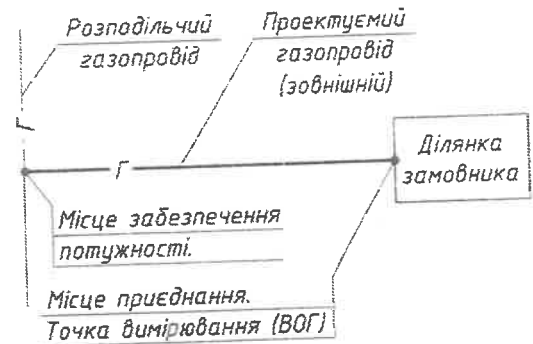 Розподільчий
газопровід
Проектуємий
газопровід
(зовнішній)
Г
Г
Ділянка
замовника
Місце забезпечення
потужності.
Місце приєднання.
Точка вимірювання (ВОГ)